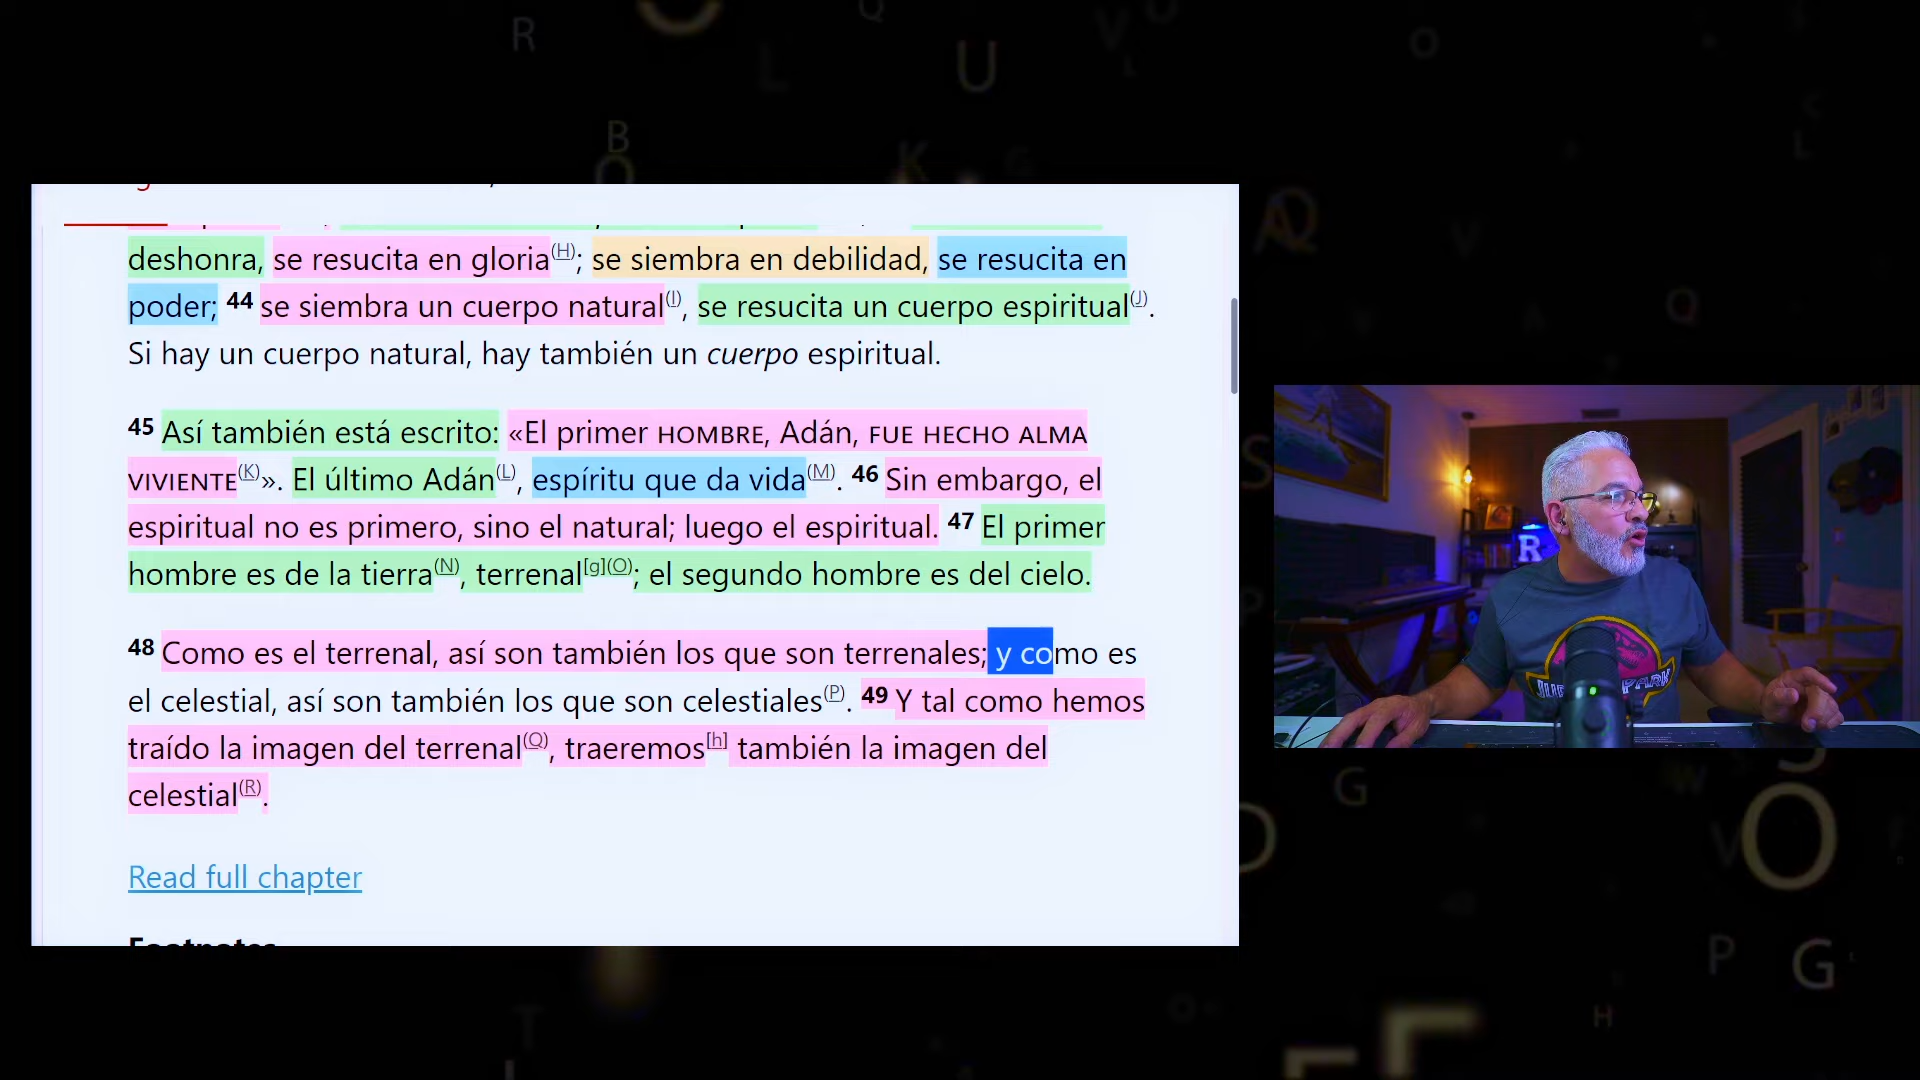 deshonra, se resucita en gloria(H); se siembra en debilidad, se resucita en
poder; 44 se siembra un cuerpo natural(I), se resucita un cuerpo espiritual(J).
Si hay un cuerpo natural, hay también un cuerpo espiritual.
45 Así también está escrito: «El primer HOMBRE, Adán, FUE HECHO ALMA
VIVIENTE(K)». El último Adán(L), espíritu que da vida(M). 46 Sin embargo, el
espiritual no es primero, sino el natural; luego el espiritual. 47 El primer
hombre es de la tierra(N), terrenal[g](O); el segundo hombre es del cielo.
48 Como es el terrenal, así son también los que son terrenales; y como es
el celestial, así son también los que son celestiales(P). 49 Y tal como hemos
traído la imagen del terrenal(Q), traeremos[h] también la imagen del
celestial(R).
Read full chapter
Footnotes
R
PARK